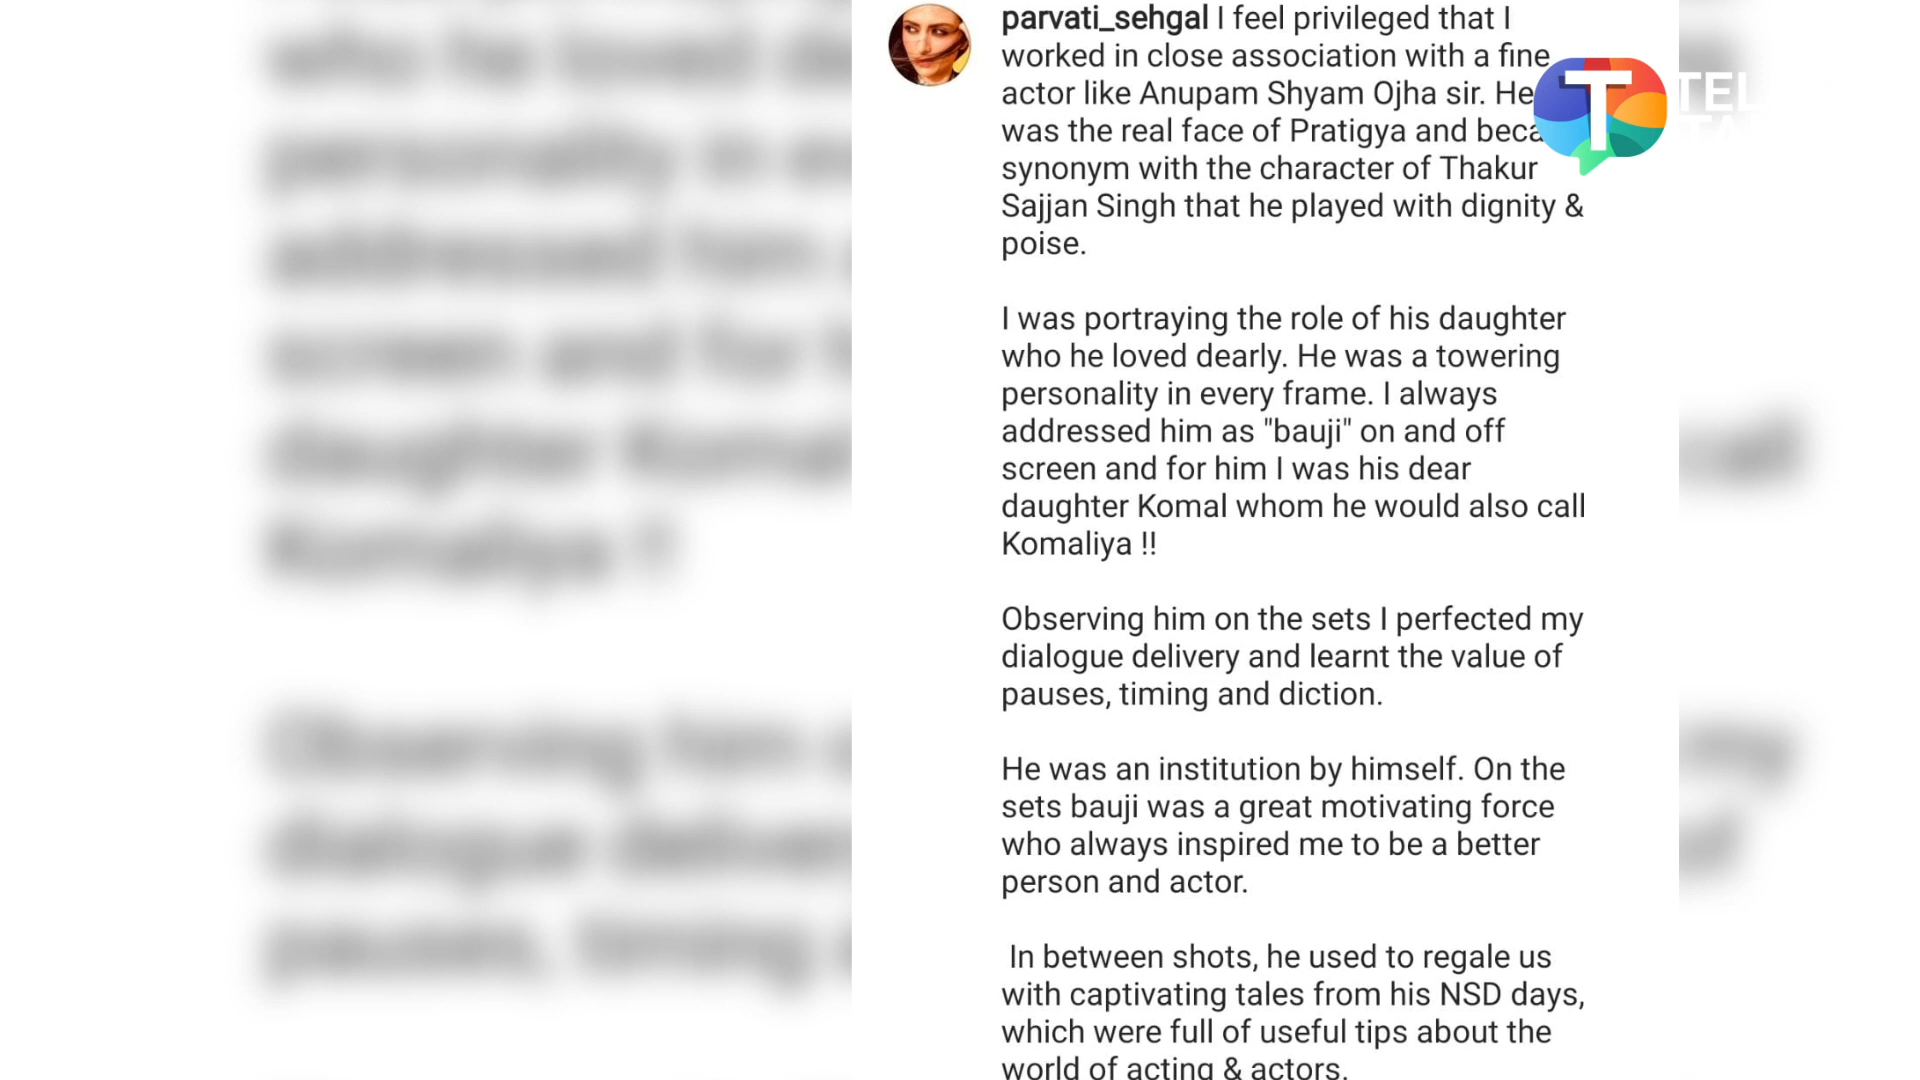 parvati_sehgal I feel privileged that I
worked in close association with a fine
actor like Anupam Shyam Ojha sir. He
was the real face of Pratigya and
synonym with the character of Thakur
Sajjan Singh that he played with dignity &
poise.
I was portraying the role of his daughter
who he loved dearly. He was a towering
personality in every frame. I always
addressed him as "bauji" on and off
screen and for him I was his dear
daughter Komal whom he would also call
Komaliya !!
Observing him on the sets I perfected my
dialogue delivery and learnt the value of
pauses, timing and diction.
He was an institution by himself. On the
sets bauji was a great motivating force
who always inspired me to be a better
person and actor.
In between shots, he used to regale us
with captivating tales from his NSD days,
which were full of useful tips about the
world of acting & actors.
T